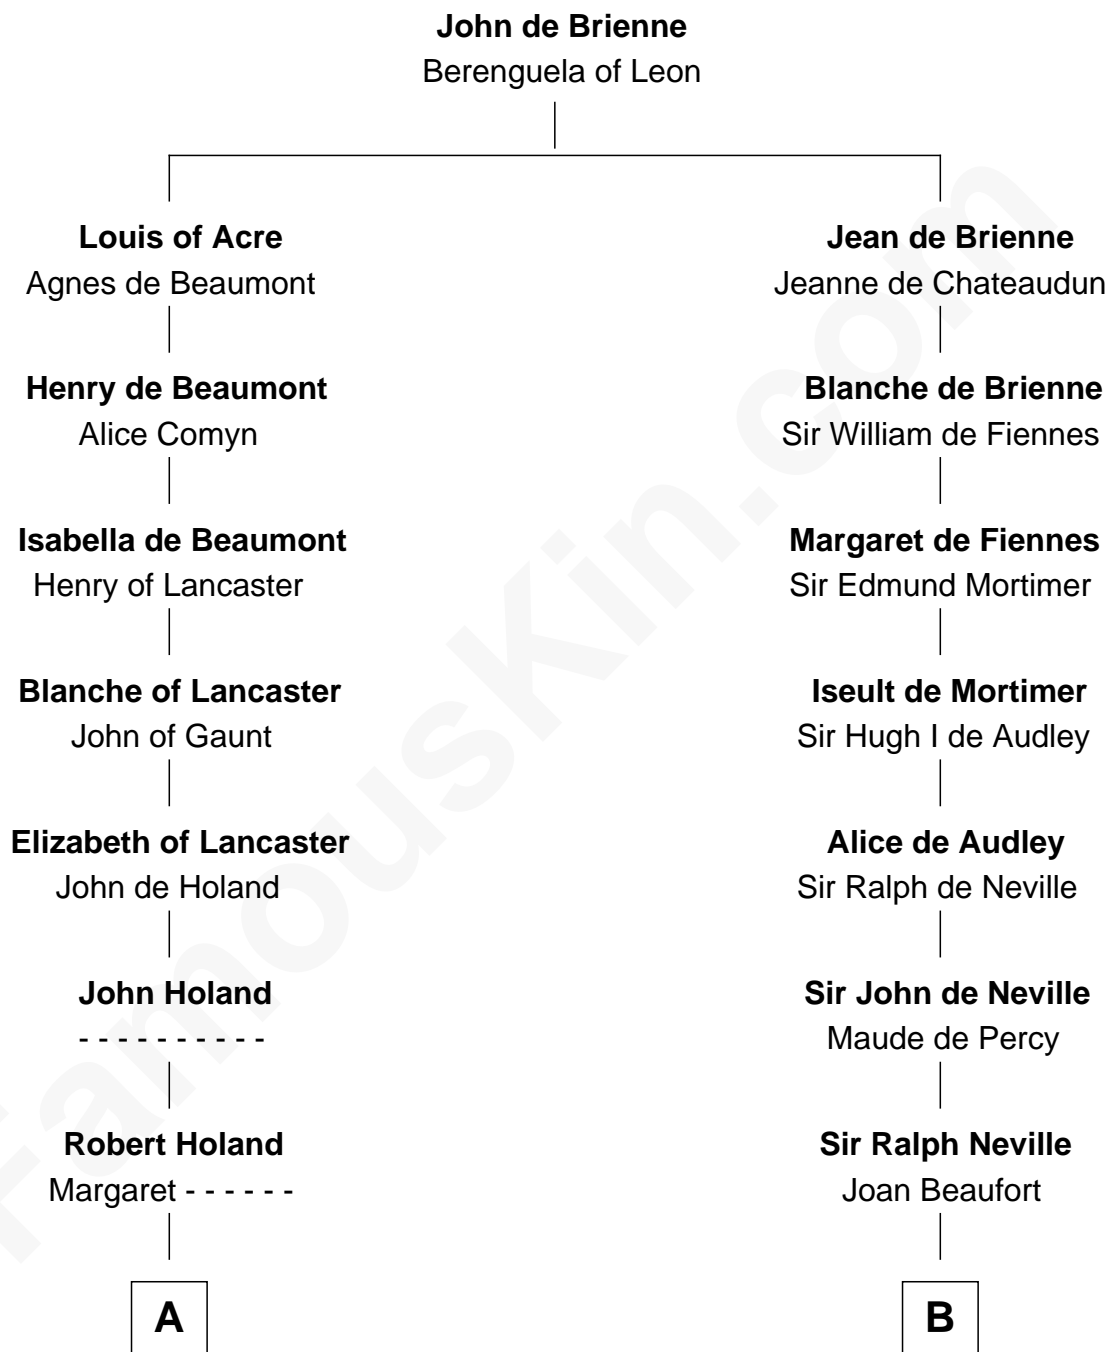 John de Brienne
Berenguela of Leon
Louis of Acre
Agnes de Beaumont
Jean de Brienne
Jeanne de Chateaudun
Henry de Beaumont
Alice Comyn
Blanche de Brienne
Sir William de Fiennes
Isabella de Beaumont
Henry of Lancaster
Margaret de Fiennes
Sir Edmund Mortimer
Blanche of Lancaster
John of Gaunt
Iseult de Mortimer
Sir Hugh I de Audley
Elizabeth of Lancaster
John de Holand
Alice de Audley
Sir Ralph de Neville
John Holand
- - - - - - - - - -
Sir John de Neville
Maude de Percy
Robert Holand
Margaret - - - - - -
Sir Ralph Neville
Joan Beaufort
A
B
FamousKin.com